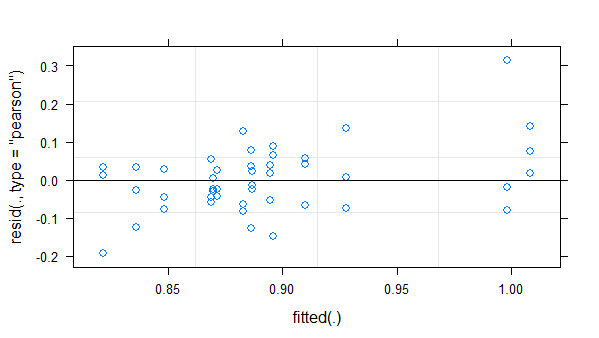 resid(., type = "pearson")
0.3
0.2
0.1
0.0
-0.1
-0.2
0.85 0.90 0.95 1.00
fitted(.)